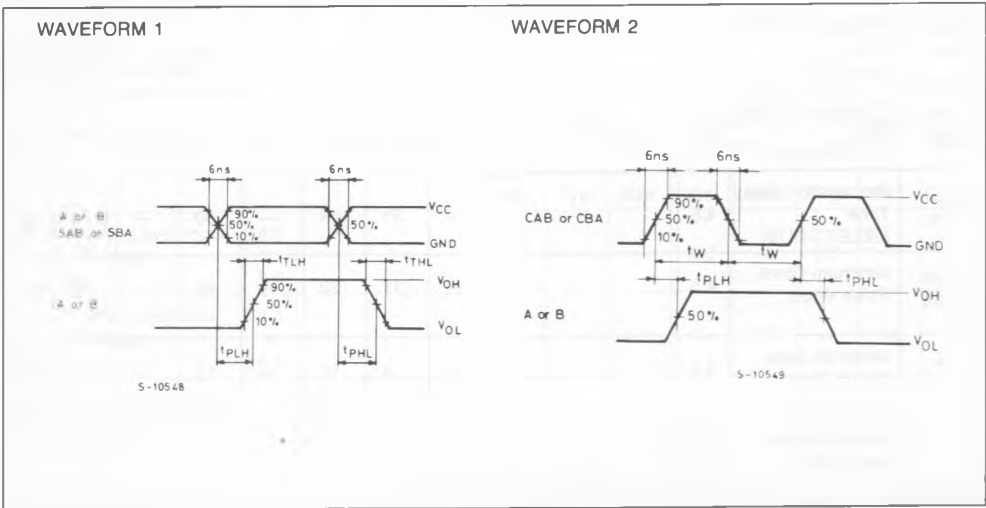 WAVEFORM 1
6ns
6ns
A or B
SAB or SBA
90%
50%
10%
50%
VCC
GND
tTLH
tTHL
(A or B)
90%
50%
10%
VOH
VOL
tPLH
tPHL
S-10548
WAVEFORM 2
6ns
6ns
CAB or CBA
90%
50%
10%
50%
VCC
GND
tW
tW
tPLH
tPHL
A or B
50%
VOH
VOL
S-10549